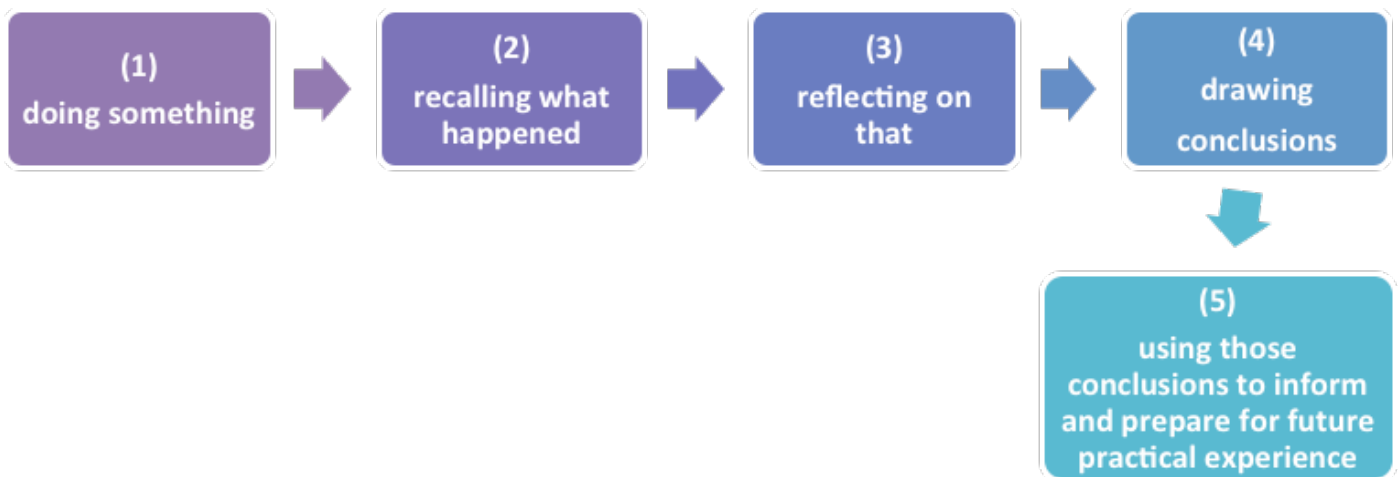 (1)
doing something
(2)
recalling what
happened
(3)
reflecting on
that
(4)
drawing
conclusions
(5)
using those
conclusions to inform
and prepare for future
practical experience